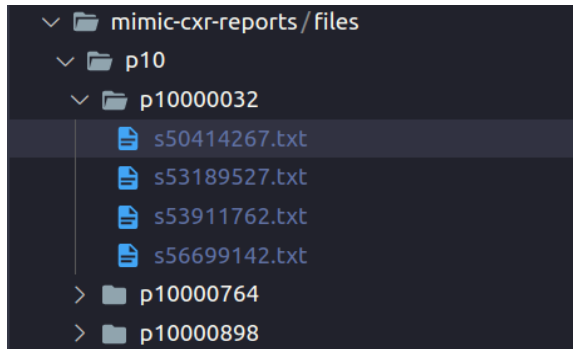 mimic-cxr-reports/files
p10
p10000032
s50414267.txt
s53189527.txt
s53911762.txt
s56699142.txt
p10000764
p10000898